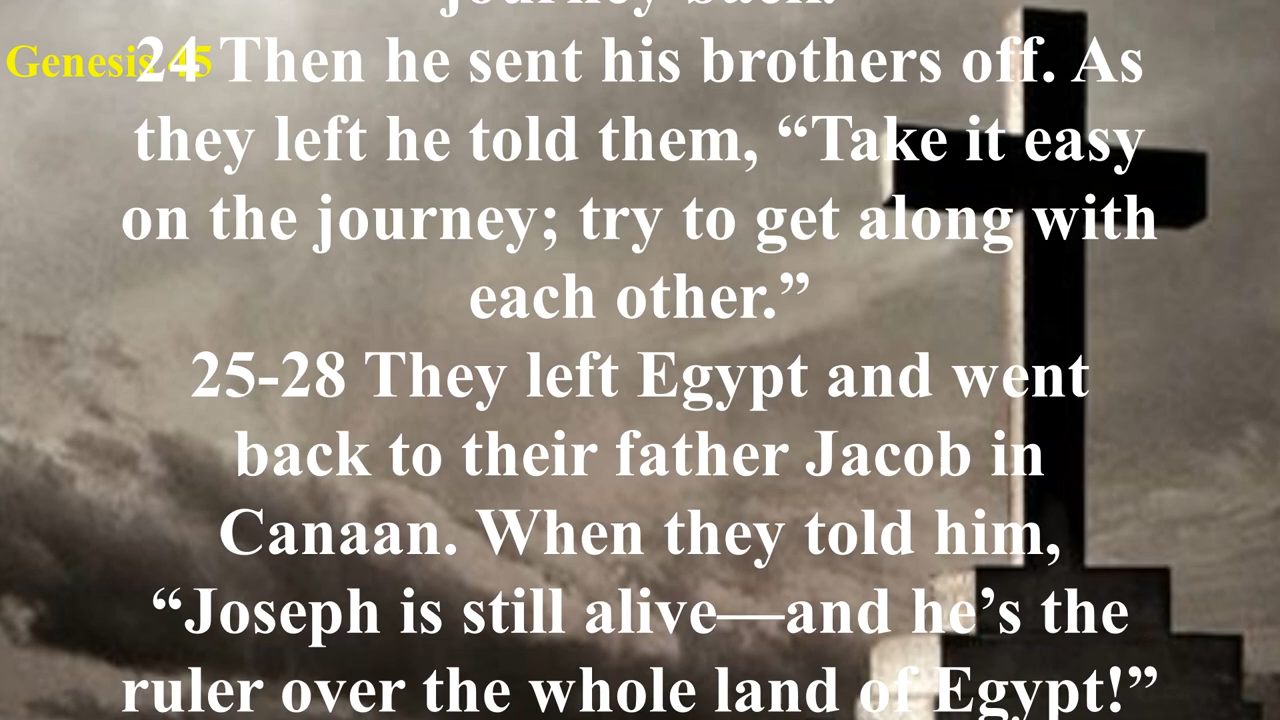 journey back.
Genesis 45
24 Then he sent his brothers off. As
they left he told them, “Take it easy
on the journey; try to get along with
each other.”
25-28 They left Egypt and went
back to their father Jacob in
Canaan. When they told him,
“Joseph is still alive—and he’s the
ruler over the whole land of Egypt!”